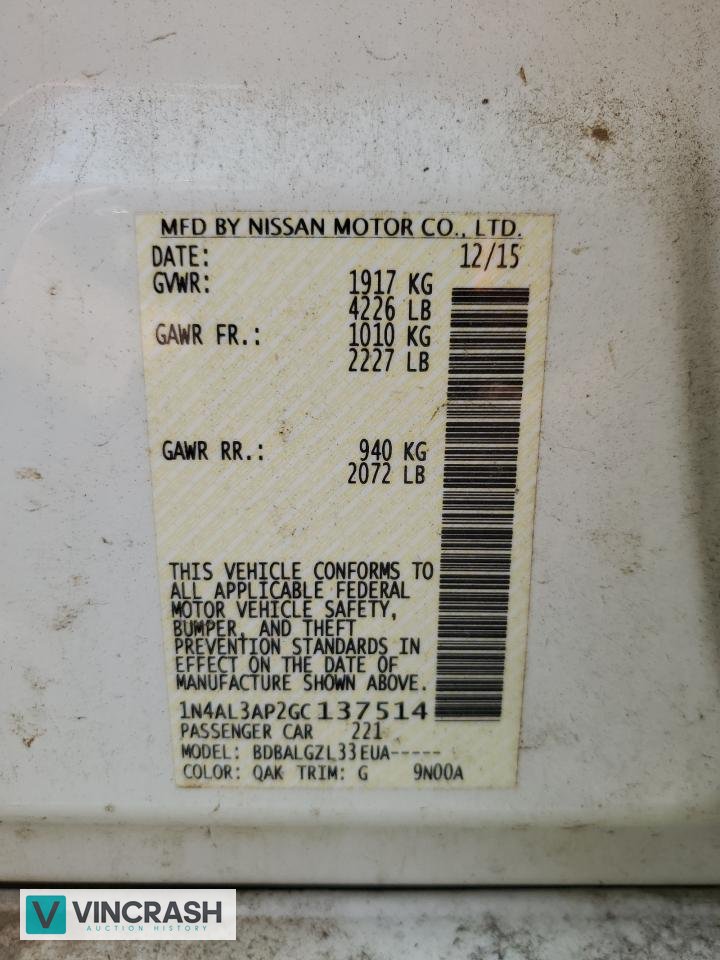 MFD BY NISSAN MOTOR CO., LTD.
DATE: 12/15
GVWR: 1917 KG
4226 LB
GAWR FR.: 1010 KG
2227 LB
GAWR RR.: 940 KG
2072 LB
THIS VEHICLE CONFORMS TO
ALL APPLICABLE FEDERAL
MOTOR VEHICLE SAFETY,
BUMPER, AND THEFT
PREVENTION STANDARDS IN
EFFECT ON THE DATE OF
MANUFACTURE SHOWN ABOVE.
1N4AL3AP2GC137514
PASSENGER CAR 221
MODEL: BDBALGZL33EUA-----
COLOR: QAK TRIM: G 9N00A
V VINCRASH
AUCTION HISTORY